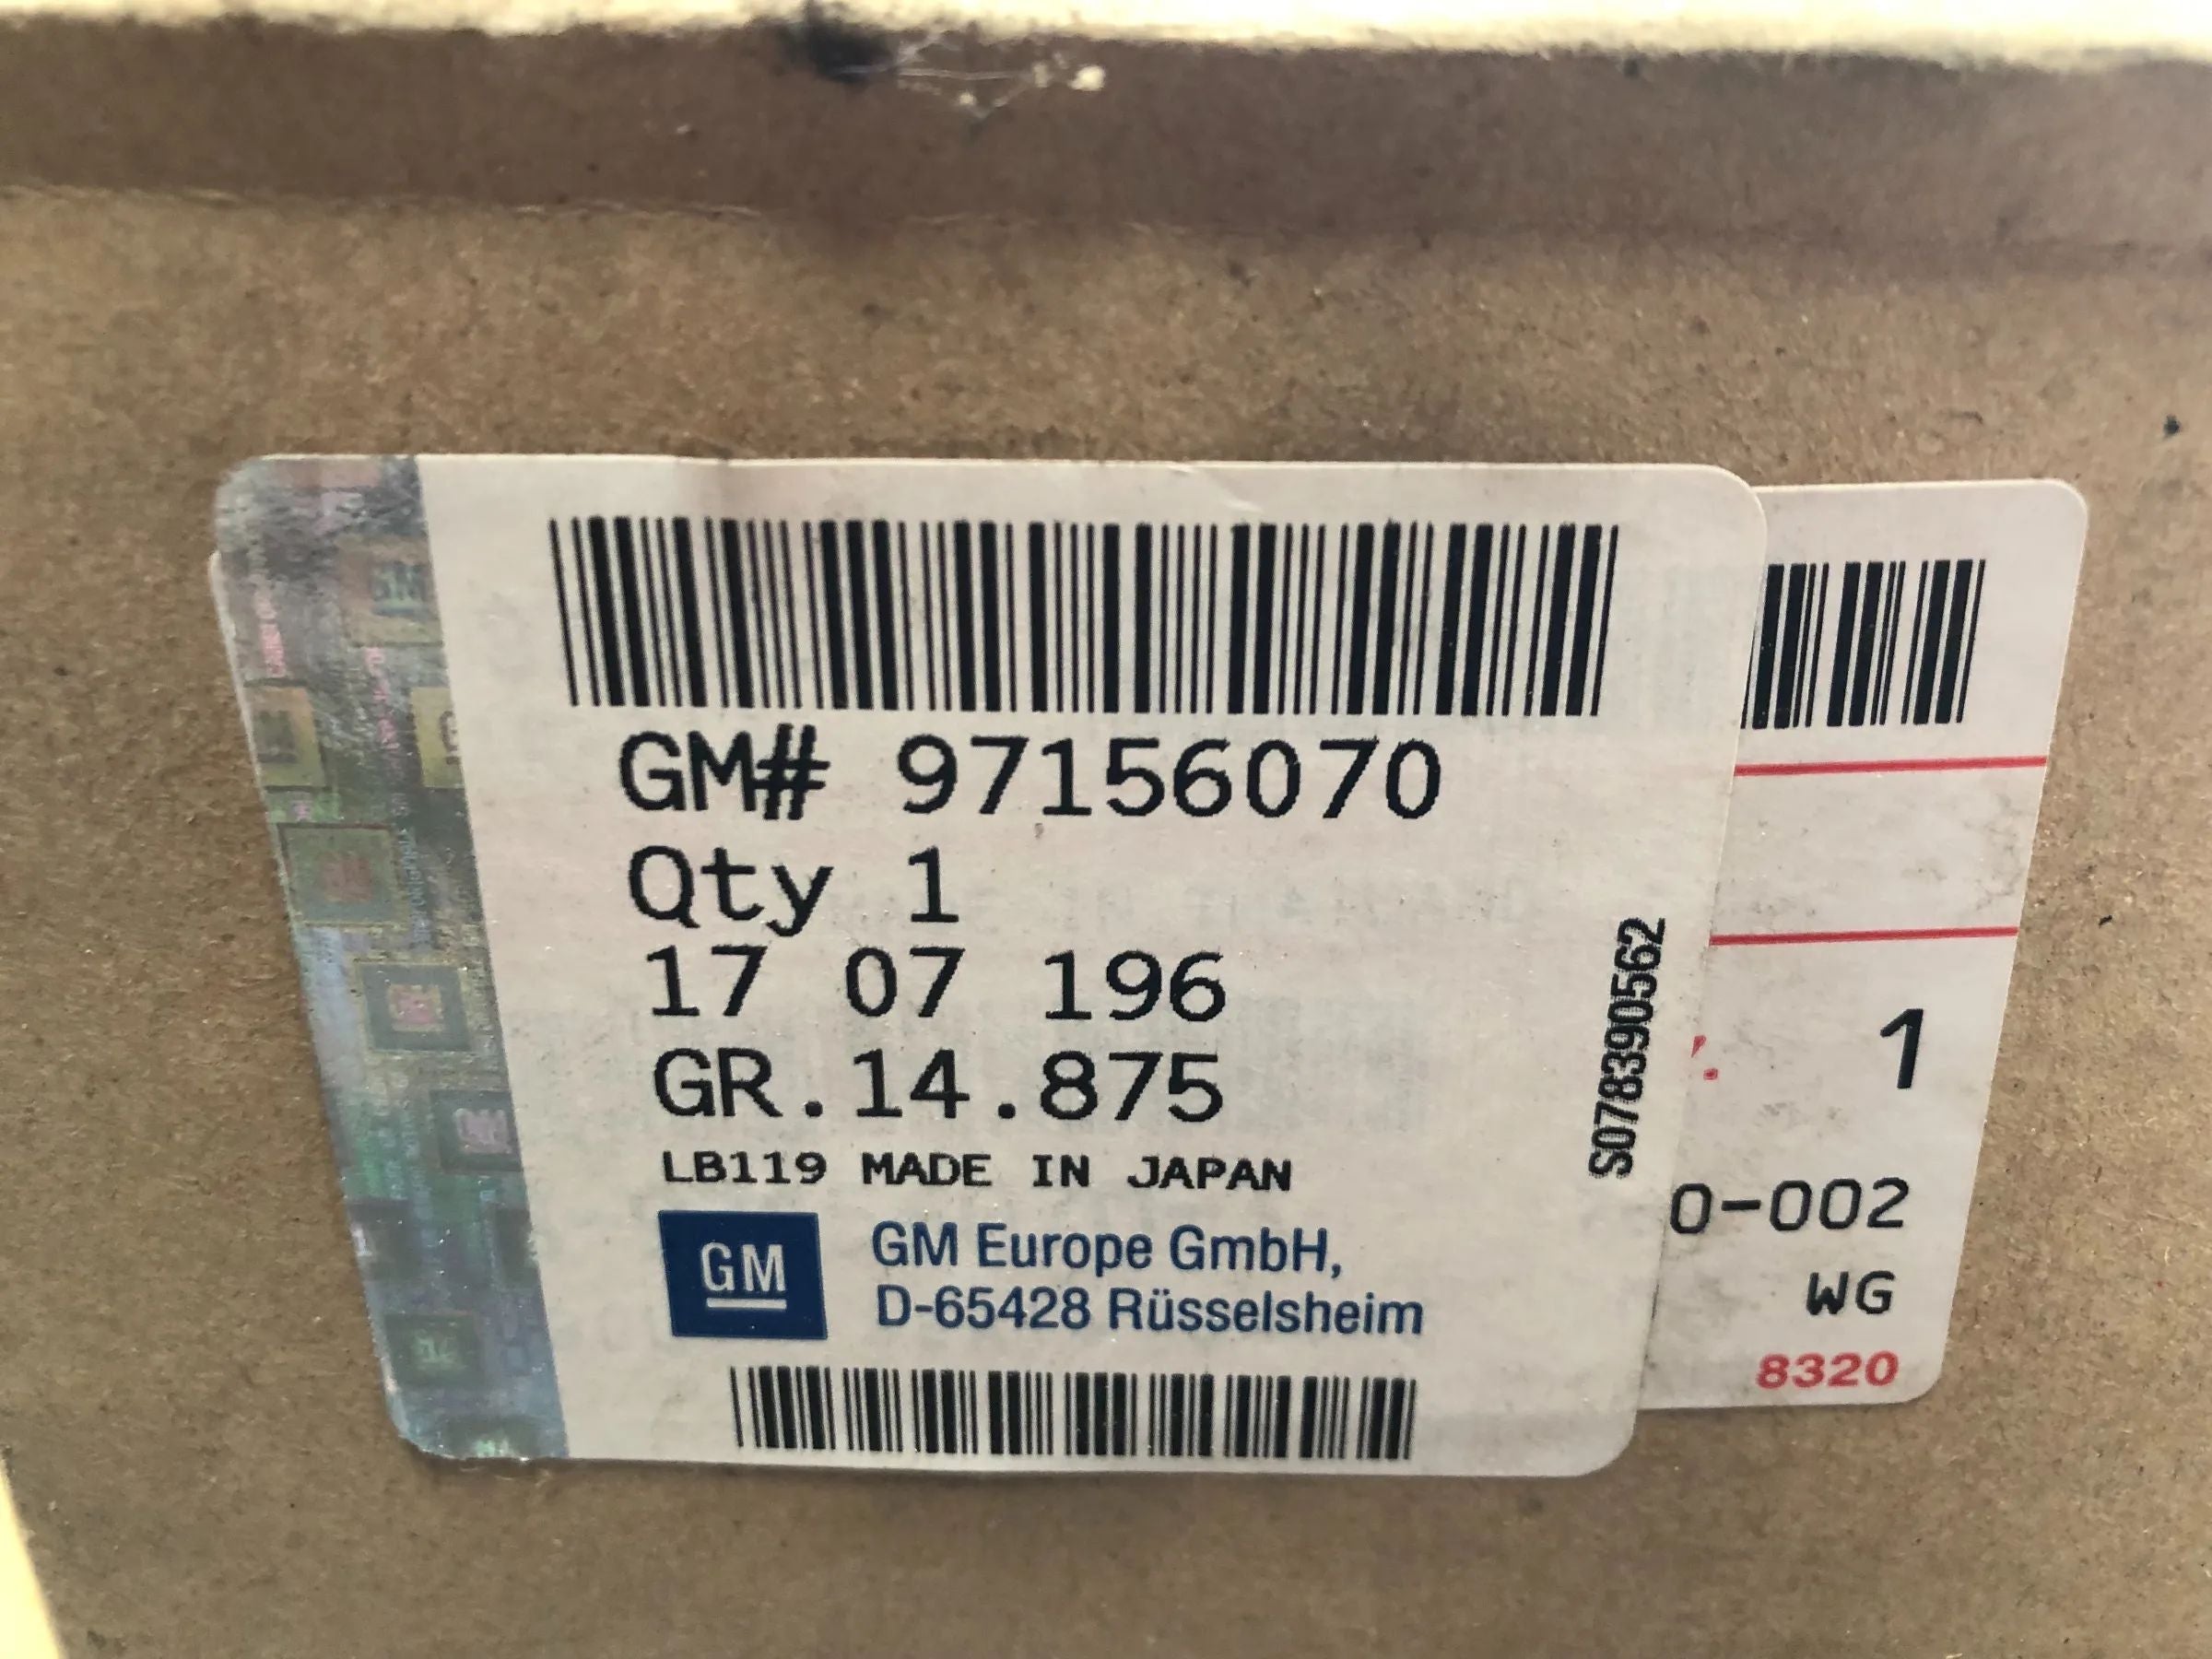 GM# 97156070
Qty 1
17 07 196
GR.14.875
LB119 MADE IN JAPAN
GM
GM Europe GmbH,
D-65428 Rüsselsheim
S078390562
1
0-002
WG
8320